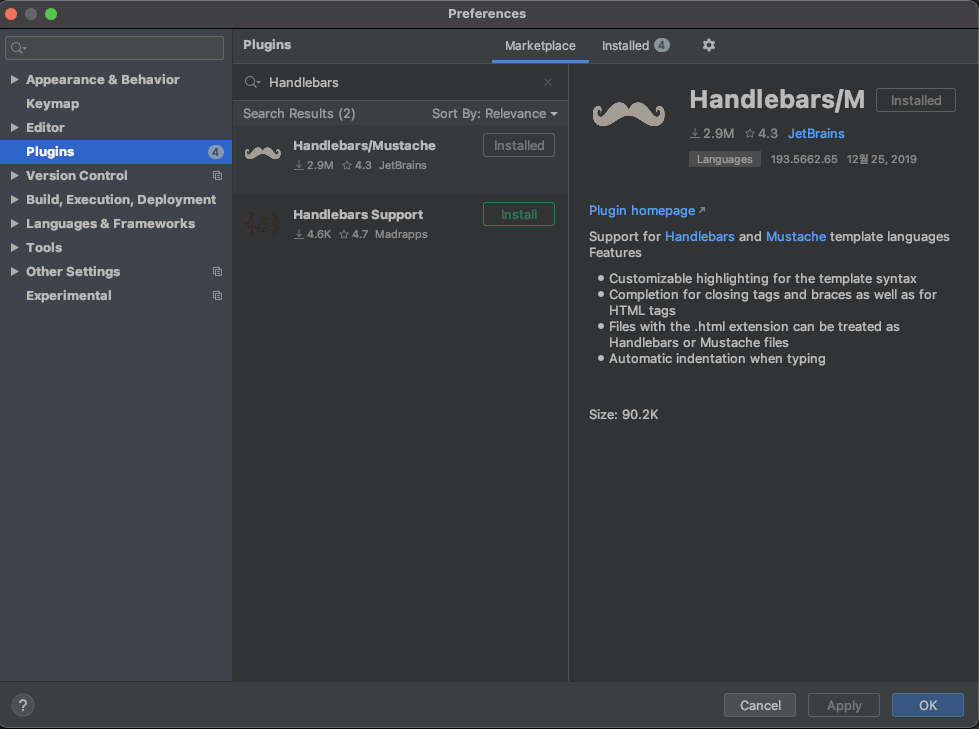 Preferences
Appearance & Behavior
Keymap
Editor
Plugins 4
Version Control
Build, Execution, Deployment
Languages & Frameworks
Tools
Other Settings
Experimental
Plugins Marketplace Installed 4
Handlebars
Search Results (2) Sort By: Relevance
Handlebars/Mustache Installed
2.9M 4.3 JetBrains
Handlebars Support Install
4.6K 4.7 Madrapps
Handlebars/M Installed
2.9M 4.3 JetBrains
Languages 193.5662.65 12월 25, 2019
Plugin homepage
Support for Handlebars and Mustache template languages
Features
Customizable highlighting for the template syntax
Completion for closing tags and braces as well as for
HTML tags
Files with the .html extension can be treated as
Handlebars or Mustache files
Automatic indentation when typing
Size: 90.2K
? Cancel Apply OK